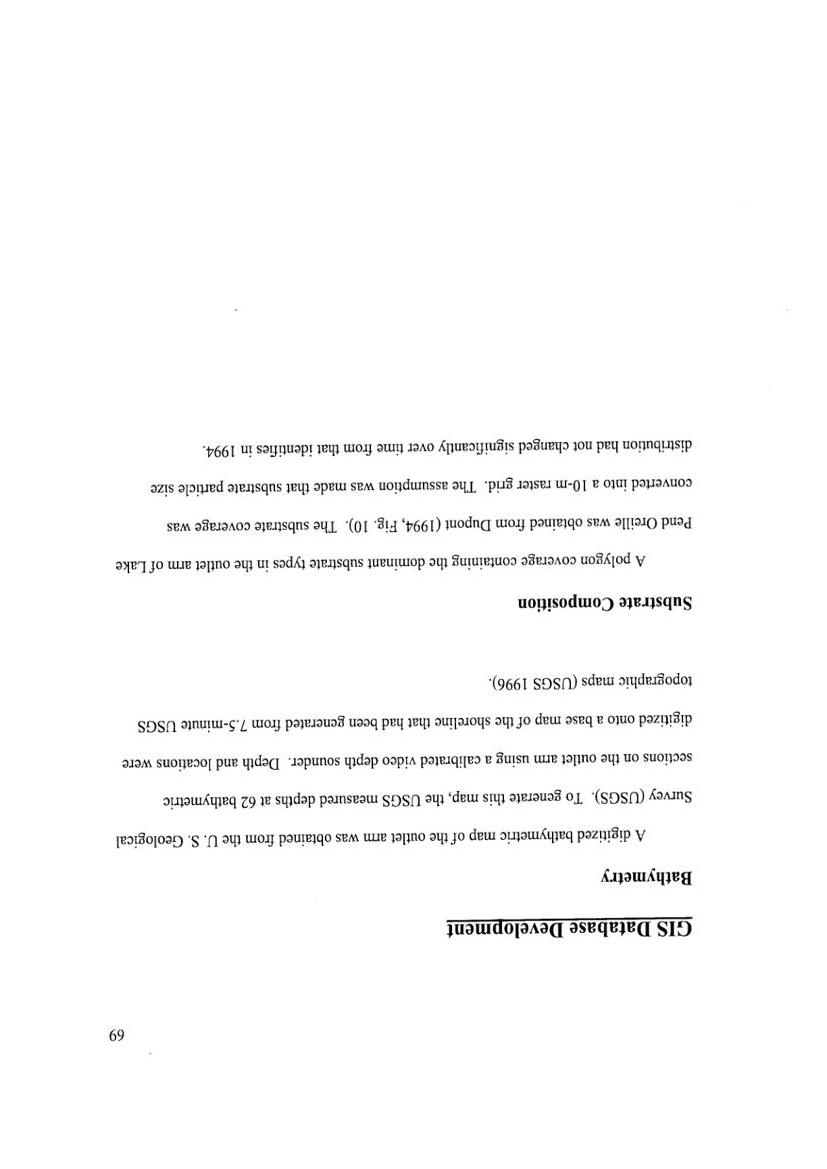 69
GIS Database Development
Bathymetry
A digitized bathymetric map of the outlet arm was obtained from the U. S. Geological
Survey (USGS). To generate this map, the USGS measured depths at 62 bathymetric
sections on the outlet arm using a calibrated video depth sounder. Depth and locations were
digitized onto a base map of the shoreline that had been generated from 7.5-minute USGS
topographic maps (USGS 1996).
Substrate Composition
A polygon coverage containing the dominant substrate types in the outlet arm of Lake
Pend Oreille was obtained from Dupont (1994, Fig. 10). The substrate coverage was
converted into a 10-m raster grid. The assumption was made that substrate particle size
distribution had not changed significantly over time from that identifies in 1994.